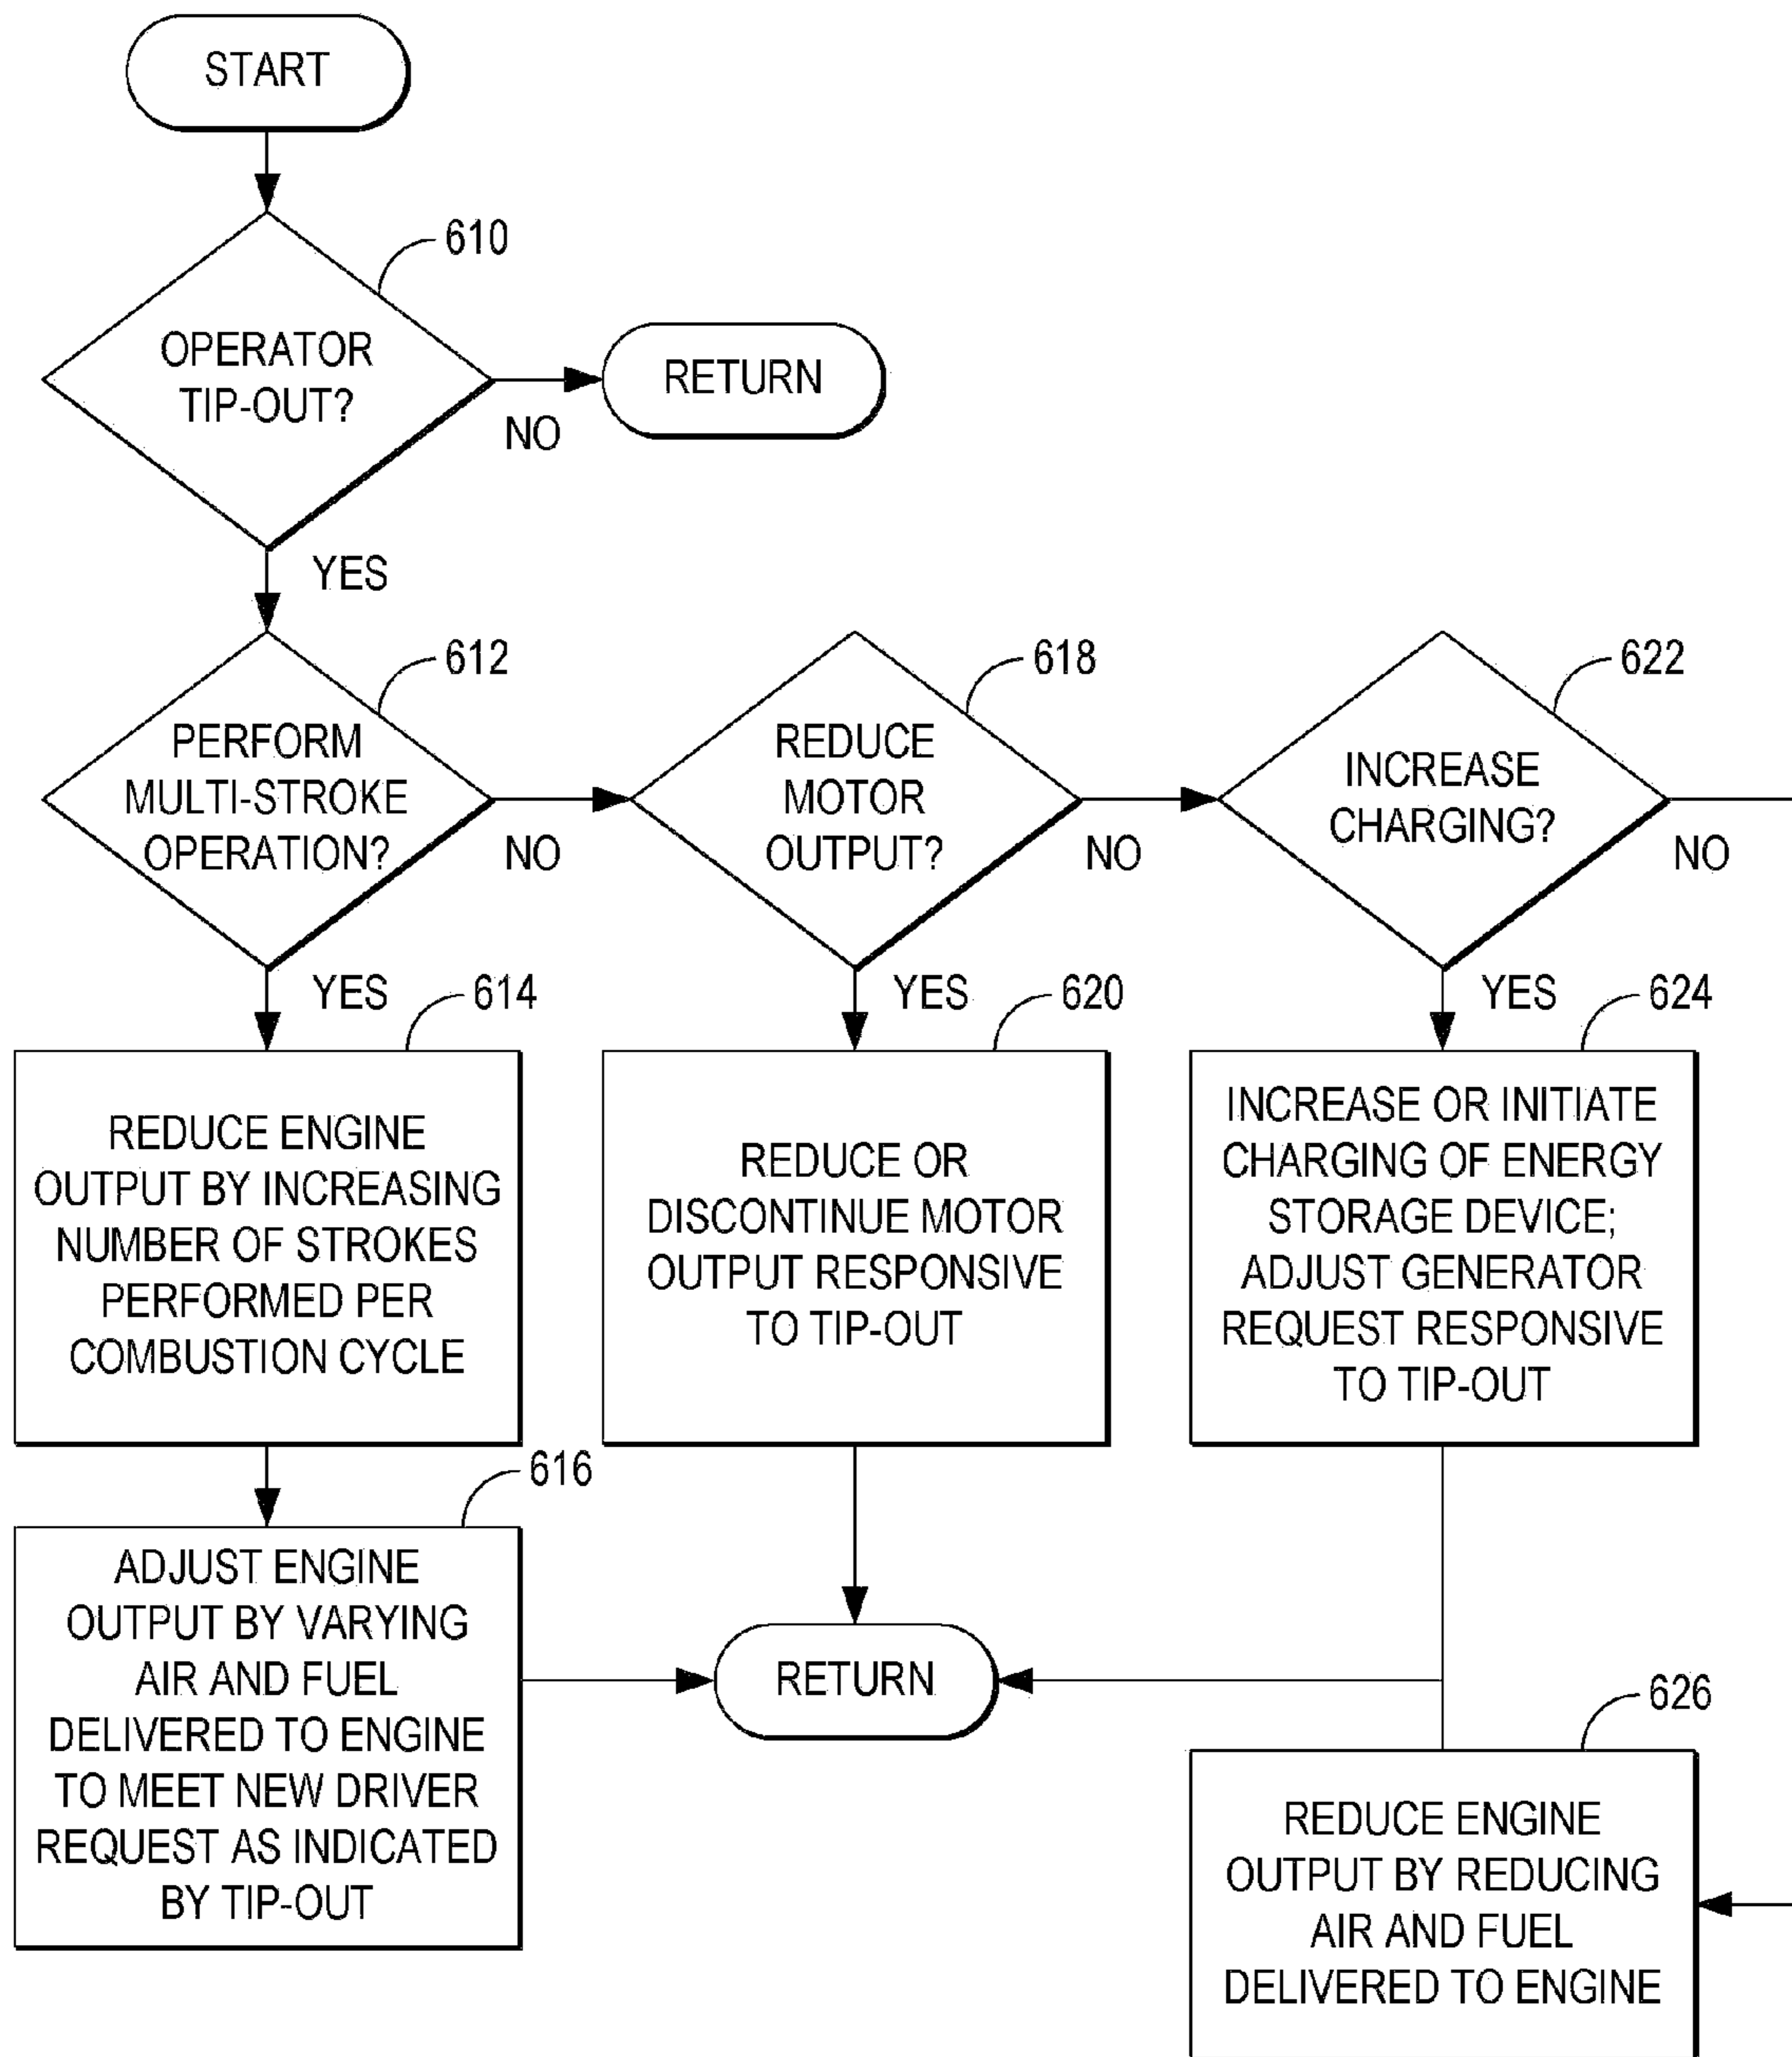 START
610
OPERATOR
TIP-OUT?
RETURN
NO
YES
612
PERFORM
MULTI-STROKE
OPERATION?
NO
618
REDUCE
MOTOR
OUTPUT?
NO
622
INCREASE
CHARGING?
NO
YES
614
REDUCE ENGINE
OUTPUT BY INCREASING
NUMBER OF STROKES
PERFORMED PER
COMBUSTION CYCLE
YES
620
REDUCE OR
DISCONTINUE MOTOR
OUTPUT RESPONSIVE
TO TIP-OUT
YES
624
INCREASE OR INITIATE
CHARGING OF ENERGY
STORAGE DEVICE;
ADJUST GENERATOR
REQUEST RESPONSIVE
TO TIP-OUT
616
ADJUST ENGINE
OUTPUT BY VARYING
AIR AND FUEL
DELIVERED TO ENGINE
TO MEET NEW DRIVER
REQUEST AS INDICATED
BY TIP-OUT
RETURN
626
REDUCE ENGINE
OUTPUT BY REDUCING
AIR AND FUEL
DELIVERED TO ENGINE